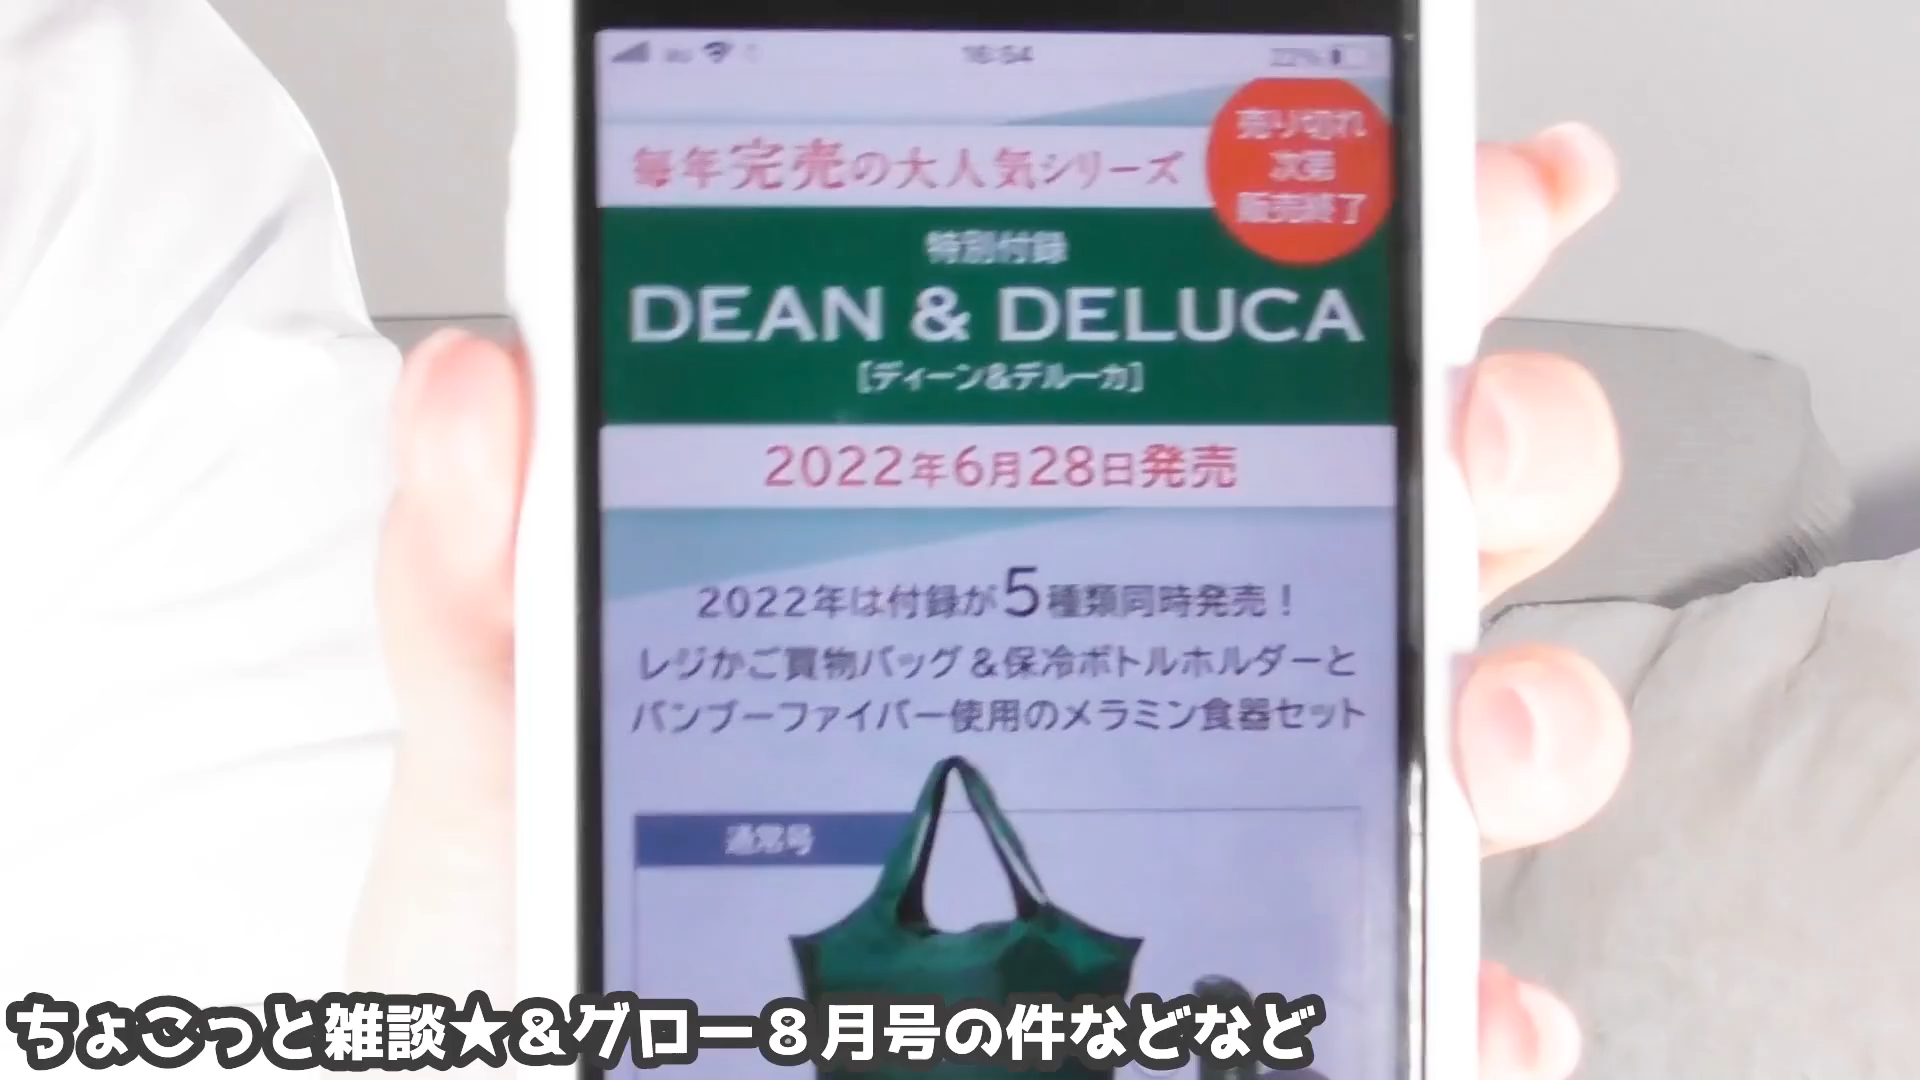 16:54
22%
毎年完売の大人気シリーズ
売り切れ
次第
販売終了
特別付録
DEAN & DELUCA
[ディーン&デルーカ]
2022年6月28日発売
2022年は付録が5種類同時発売！
レジかご買物バッグ&保冷ボトルホルダーと
バンブーファイバー使用のメラミン食器セット
通常号
ちょこっと雑談★&グロー８月号の件などなど